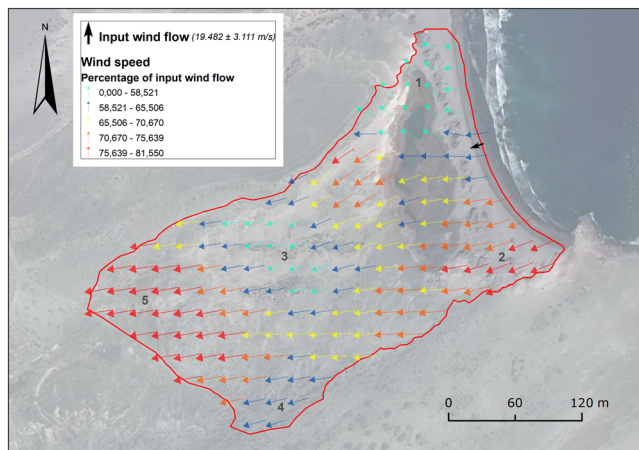 N
Input wind flow (19.482 ± 3.111 m/s)
Wind speed
Percentage of input wind flow
0,000 - 58,521
58,521 - 65,506
65,506 - 70,670
70,670 - 75,639
75,639 - 81,550
1
2
3
5
4
0 60 120 m